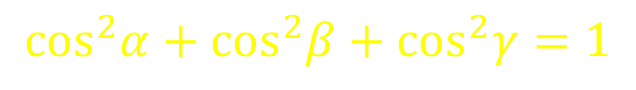 cos²α + cos²β + cos²γ = 1